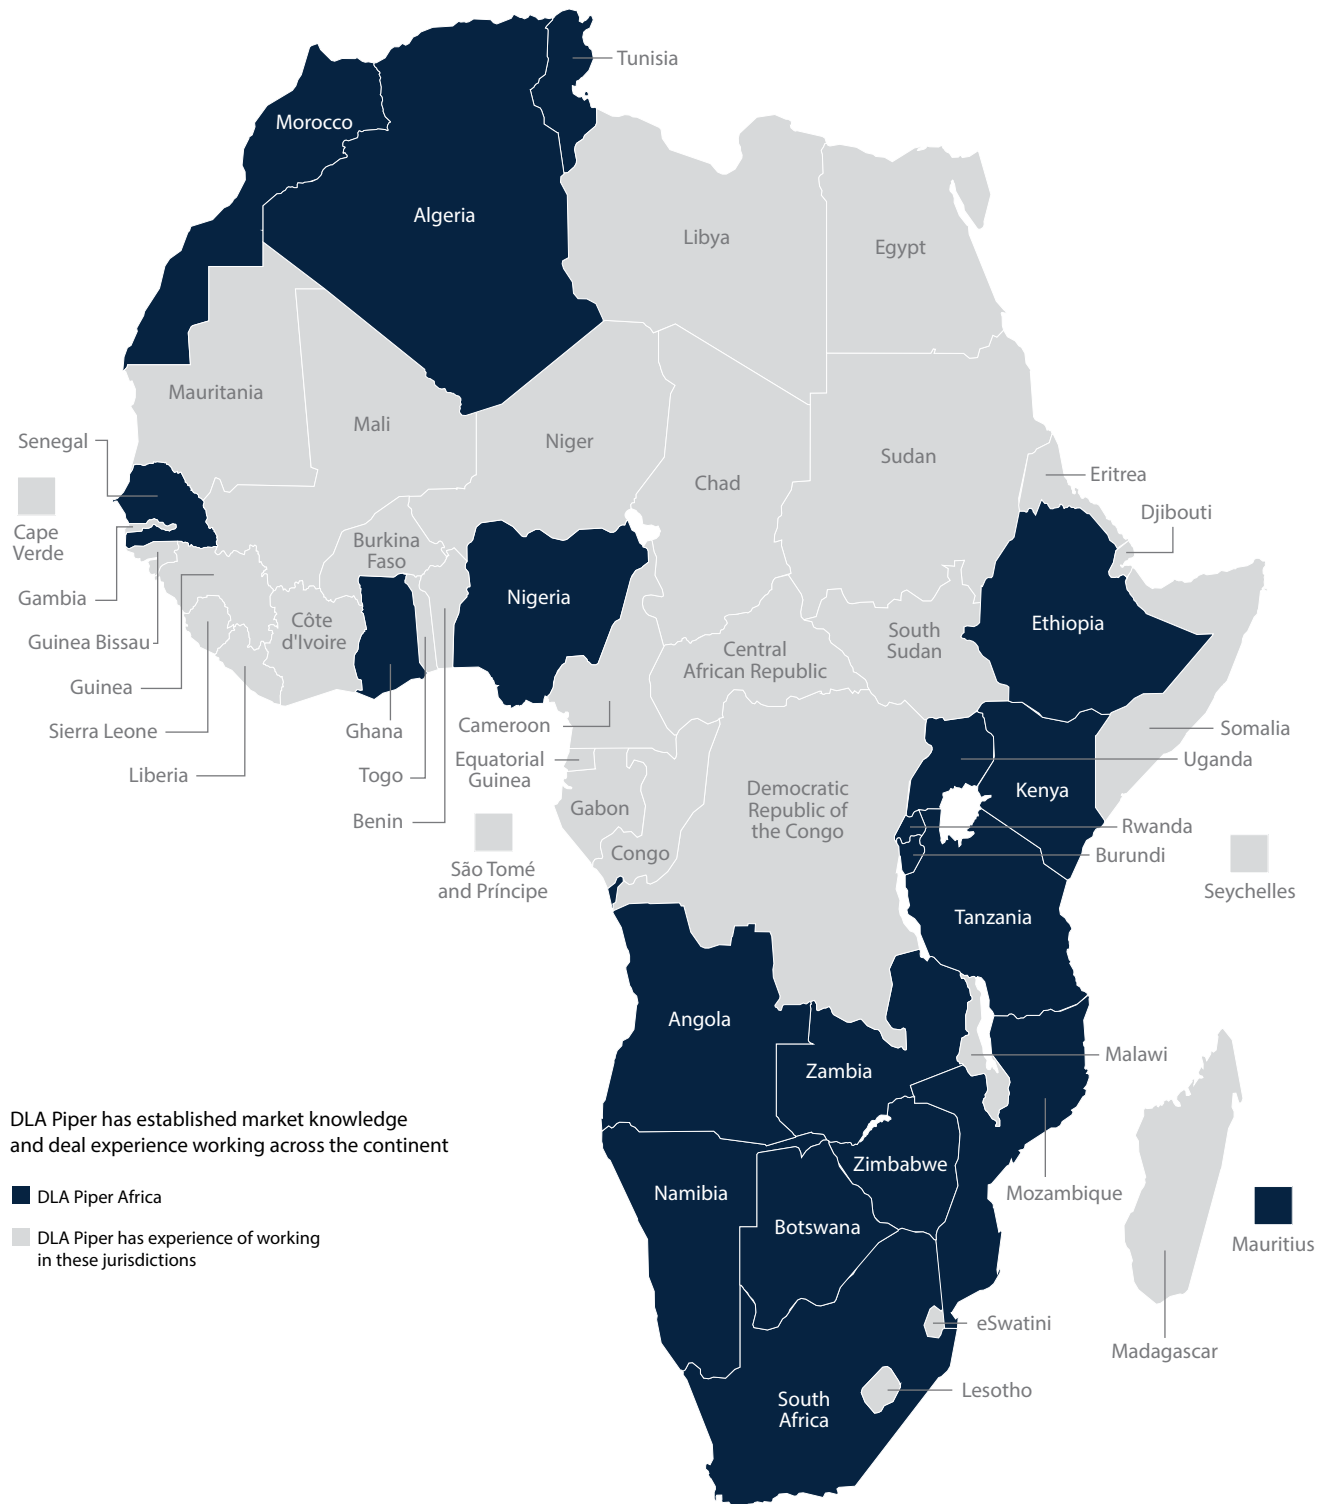 Tunisia
Morocco
Algeria
Libya
Egypt
Mauritania
Mali
Niger
Chad
Sudan
Eritrea
Djibouti
Senegal
Cape
Verde
Gambia
Guinea Bissau
Guinea
Sierra Leone
Liberia
Burkina
Faso
Côte
d'Ivoire
Ghana
Togo
Benin
Nigeria
Cameroon
Equatorial
Guinea
São Tomé
and Príncipe
Gabon
Congo
Central
African Republic
South
Sudan
Ethiopia
Somalia
Uganda
Kenya
Rwanda
Burundi
Seychelles
Democratic
Republic of
the Congo
Tanzania
Angola
Zambia
Malawi
Mozambique
Zimbabwe
Namibia
Botswana
Mauritius
Madagascar
eSwatini
Lesotho
South
Africa
DLA Piper has established market knowledge
and deal experience working across the continent
DLA Piper Africa
DLA Piper has experience of working
in these jurisdictions